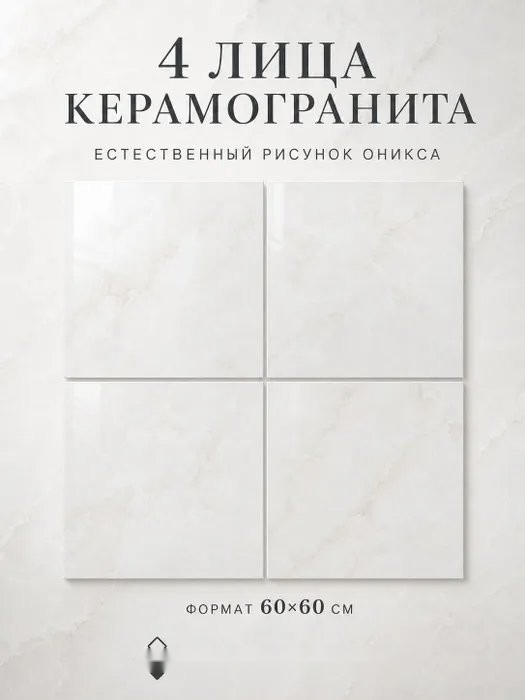 4 ЛИЦА
КЕРАМОГРАНИТА
ЕСТЕСТВЕННЫЙ РИСУНОК ОНИКСА
ФОРМАТ 60×60 СМ